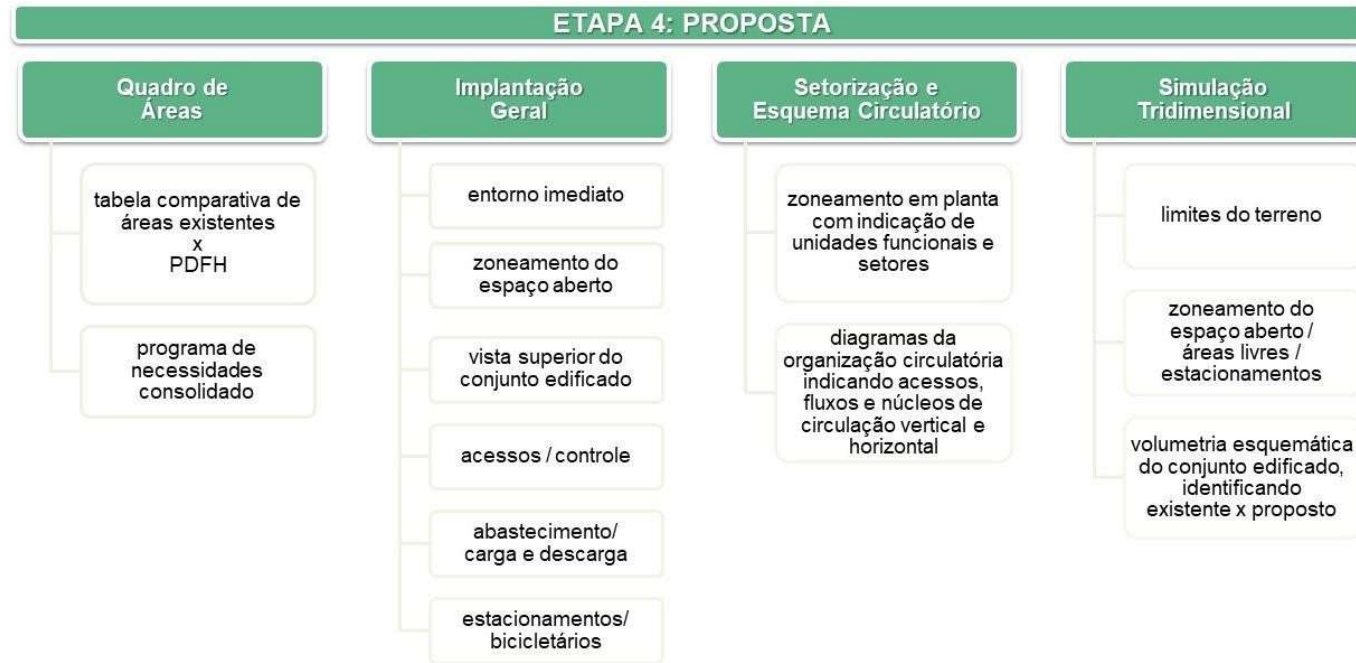 ETAPA 4: PROPOSTA
Quadro de
Áreas
tabela comparativa de
áreas existentes
x
PDFH
programa de
necessidades
consolidado
Implantação
Geral
entorno imediato
zoneamento do
espaço aberto
vista superior do
conjunto edificado
acessos / controle
abastecimento/
carga e descarga
estacionamentos/
bicicletários
Setorização e
Esquema Circulatório
zoneamento em planta
com indicação de
unidades funcionais e
setores
diagramas da
organização circulatória
indicando acessos,
fluxos e núcleos de
circulação vertical e
horizontal
Simulação
Tridimensional
limites do terreno
zoneamento do
espaço aberto /
áreas livres /
estacionamentos
volumetria esquemática
do conjunto edificado,
identificando
existente x proposto